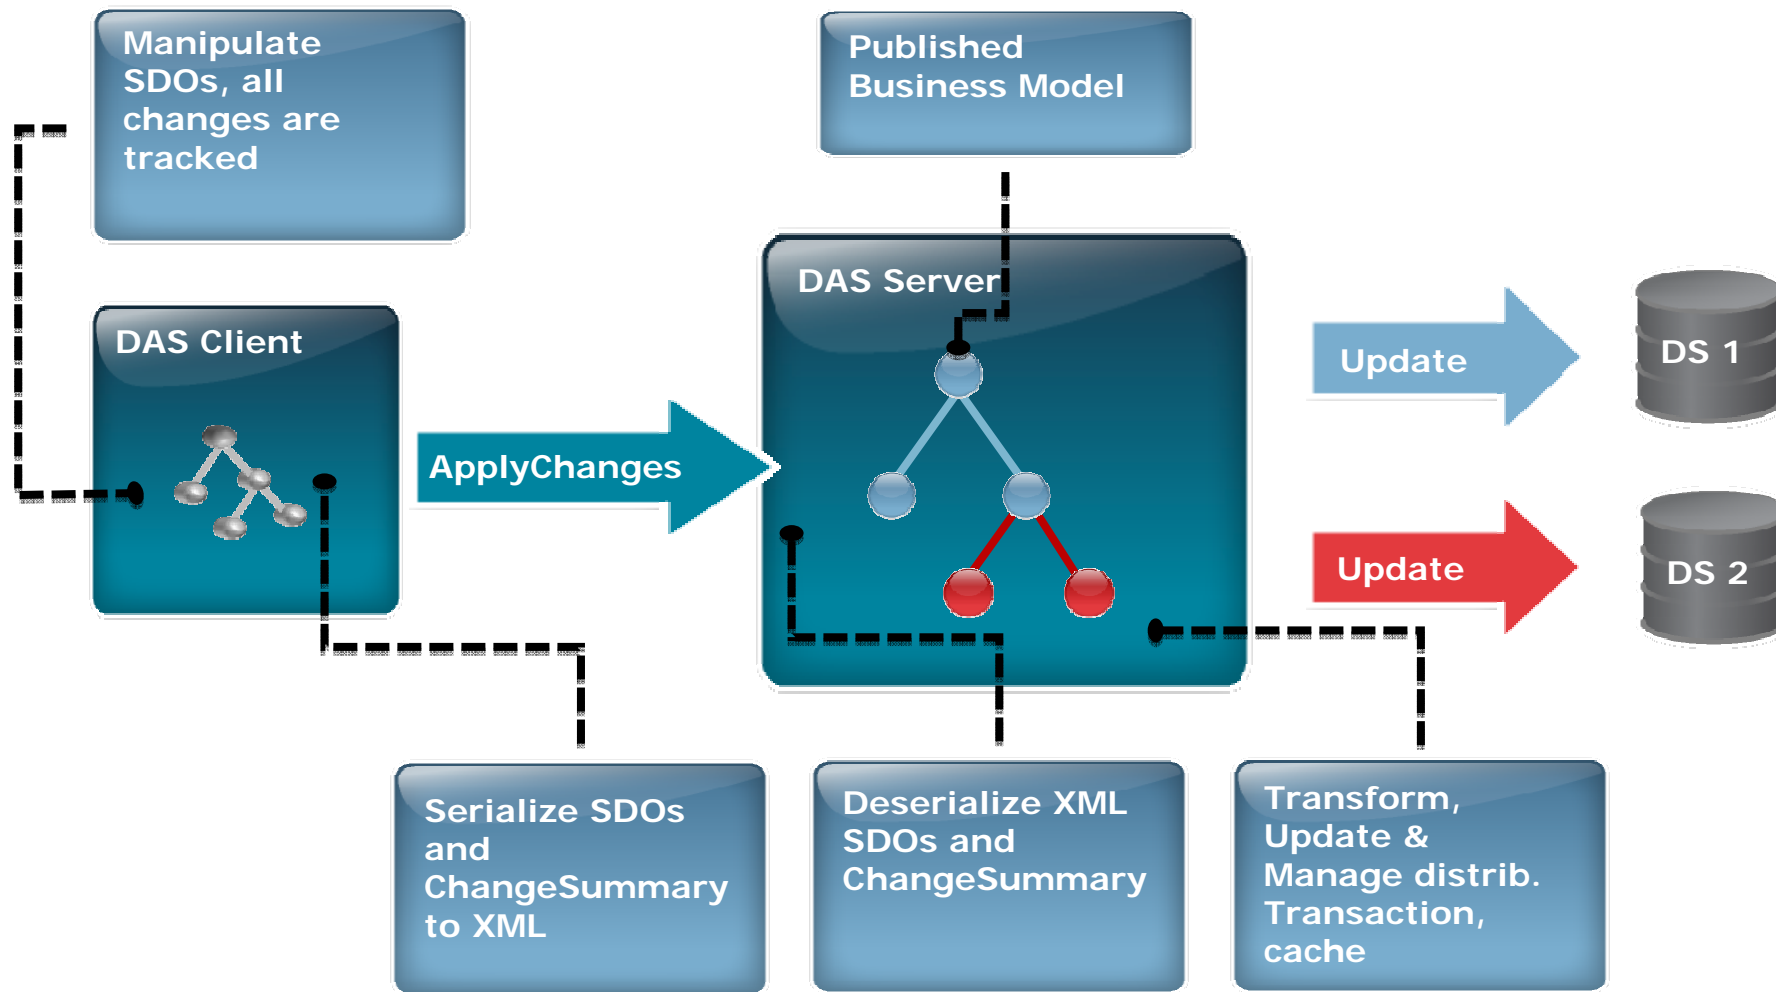 Manipulate
SDOs, all
changes are
tracked
Published
Business Model
DAS Client
ApplyChanges
DAS Server
Update
DS 1
Update
DS 2
Serialize SDOs
and
ChangeSummary
to XML
Deserialize XML
SDOs and
ChangeSummary
Transform,
Update &
Manage distrib.
Transaction,
cache